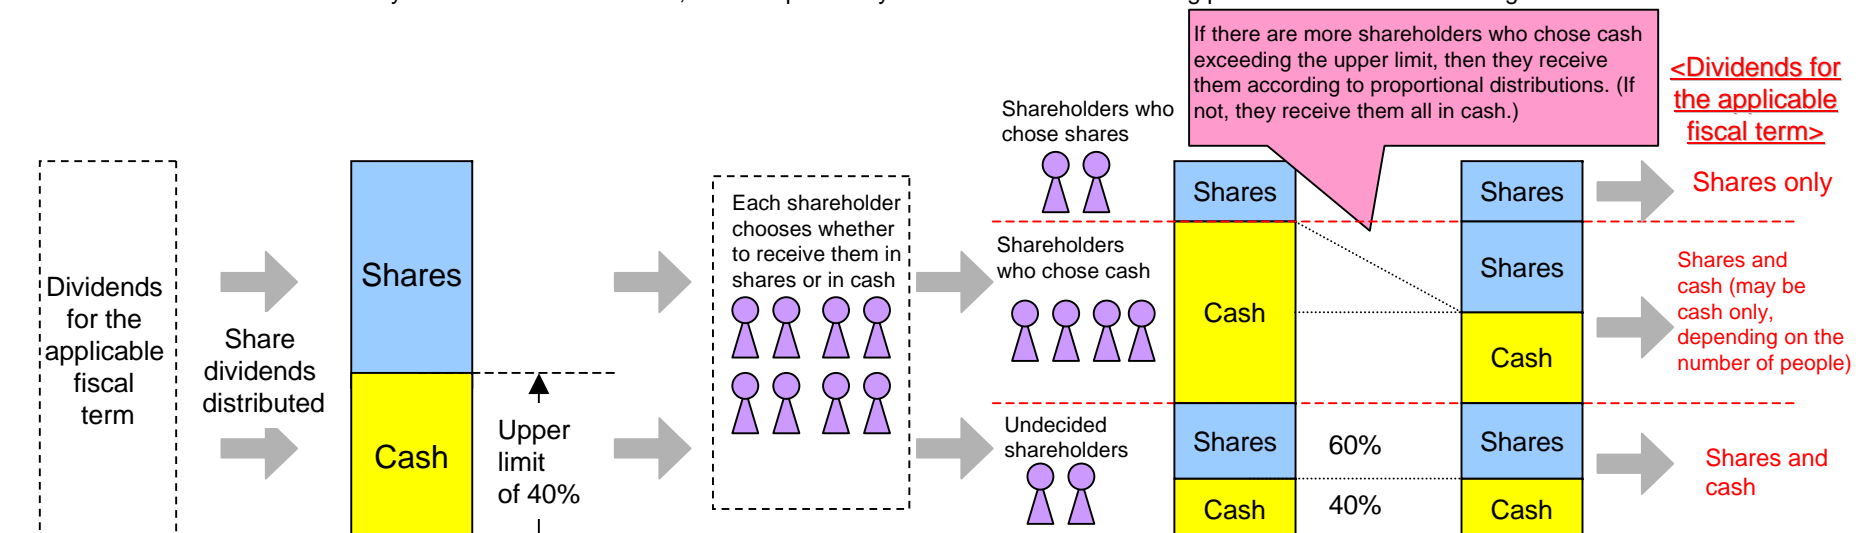 If there are more shareholders who chose cash
exceeding the upper limit, then they receive
them according to proportional distributions. (If
not, they receive them all in cash.)
<Dividends for
the applicable
fiscal term>
Shareholders who
chose shares
Shares
Shares
Shares only
Each shareholder
chooses whether
to receive them in
shares or in cash
Shareholders
who chose cash
Shares
Cash
Shares
Cash
Shares and
cash (may be
cash only,
depending on the
number of people)
Dividends
for the
applicable
fiscal
term
Share
dividends
distributed
Cash
Upper
limit
of 40%
Undecided
shareholders
Shares
60%
Shares
Cash
40%
Cash
Shares and
cash